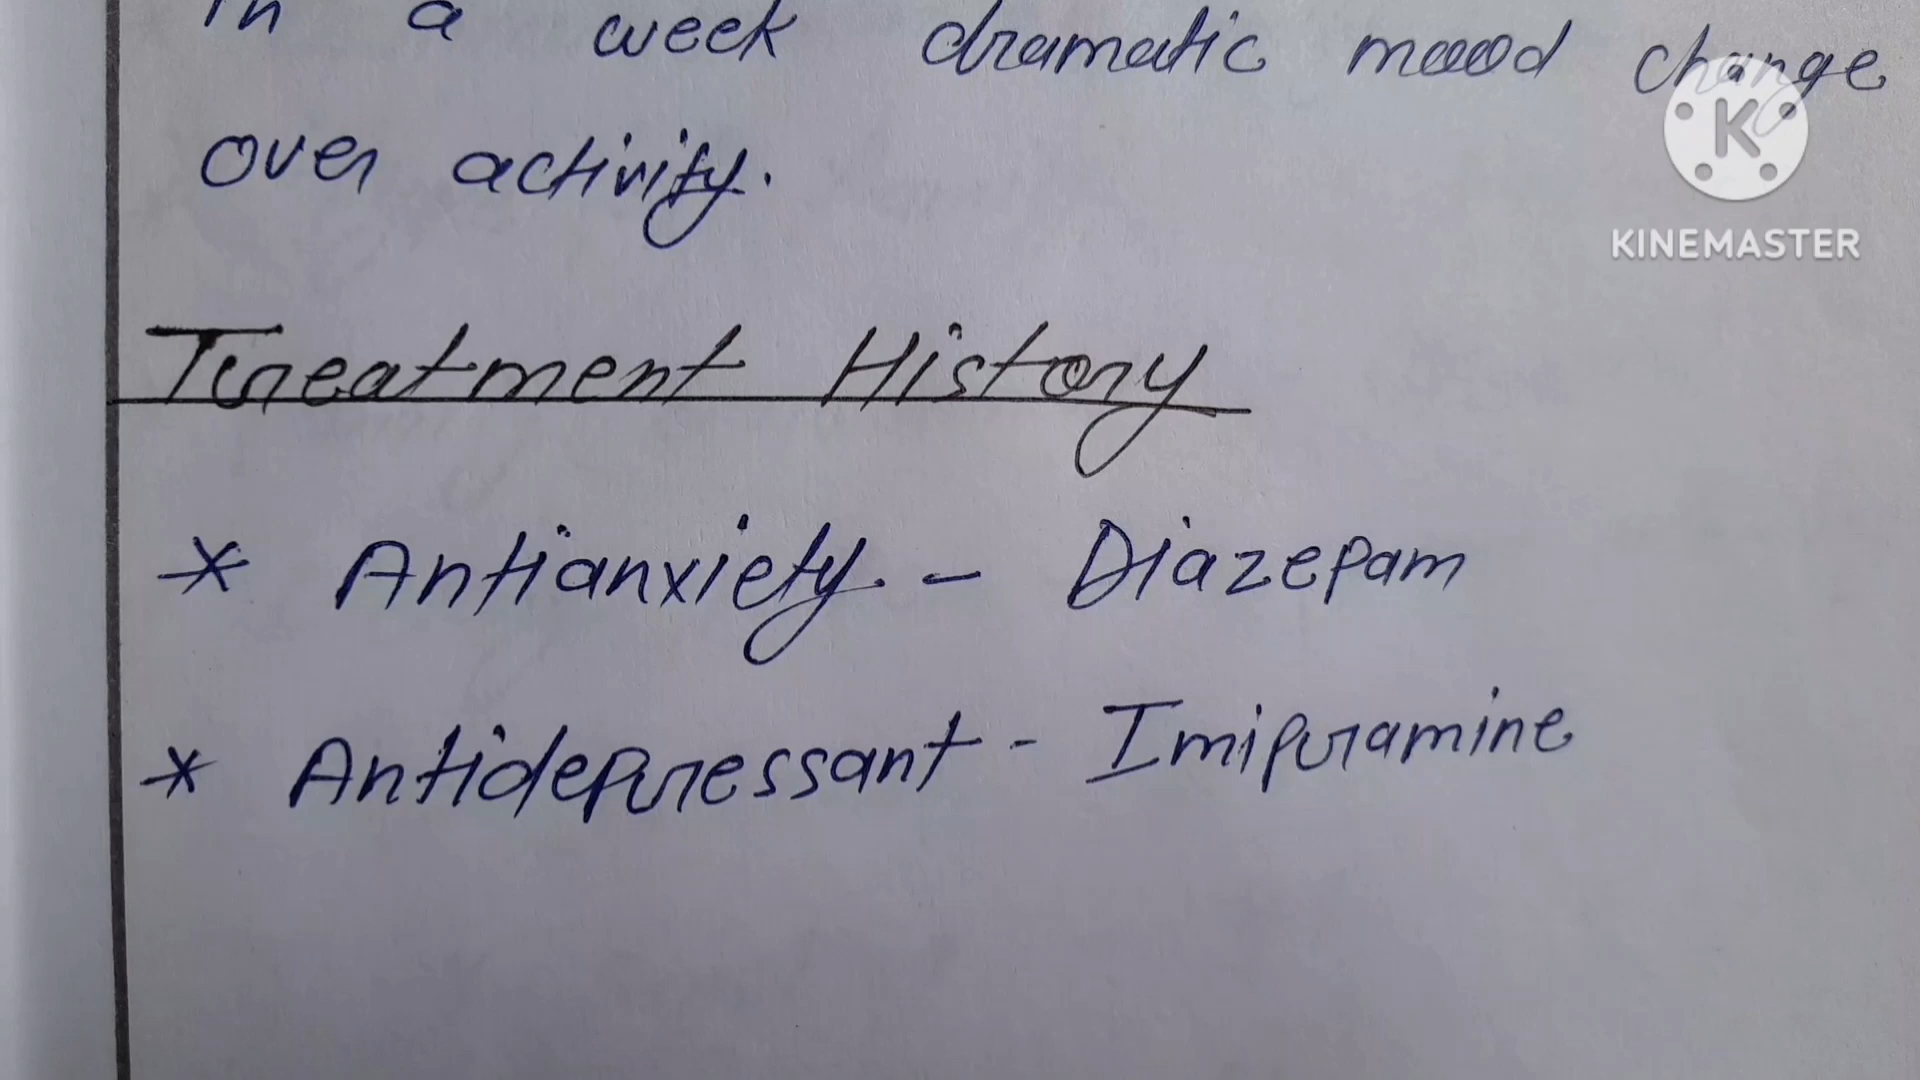 in a week dramatic mood change
over activity.
K
KINEMASTER
Treatment History
* Antianxiety. - Diazepam
* Antidepressant - Imipramine